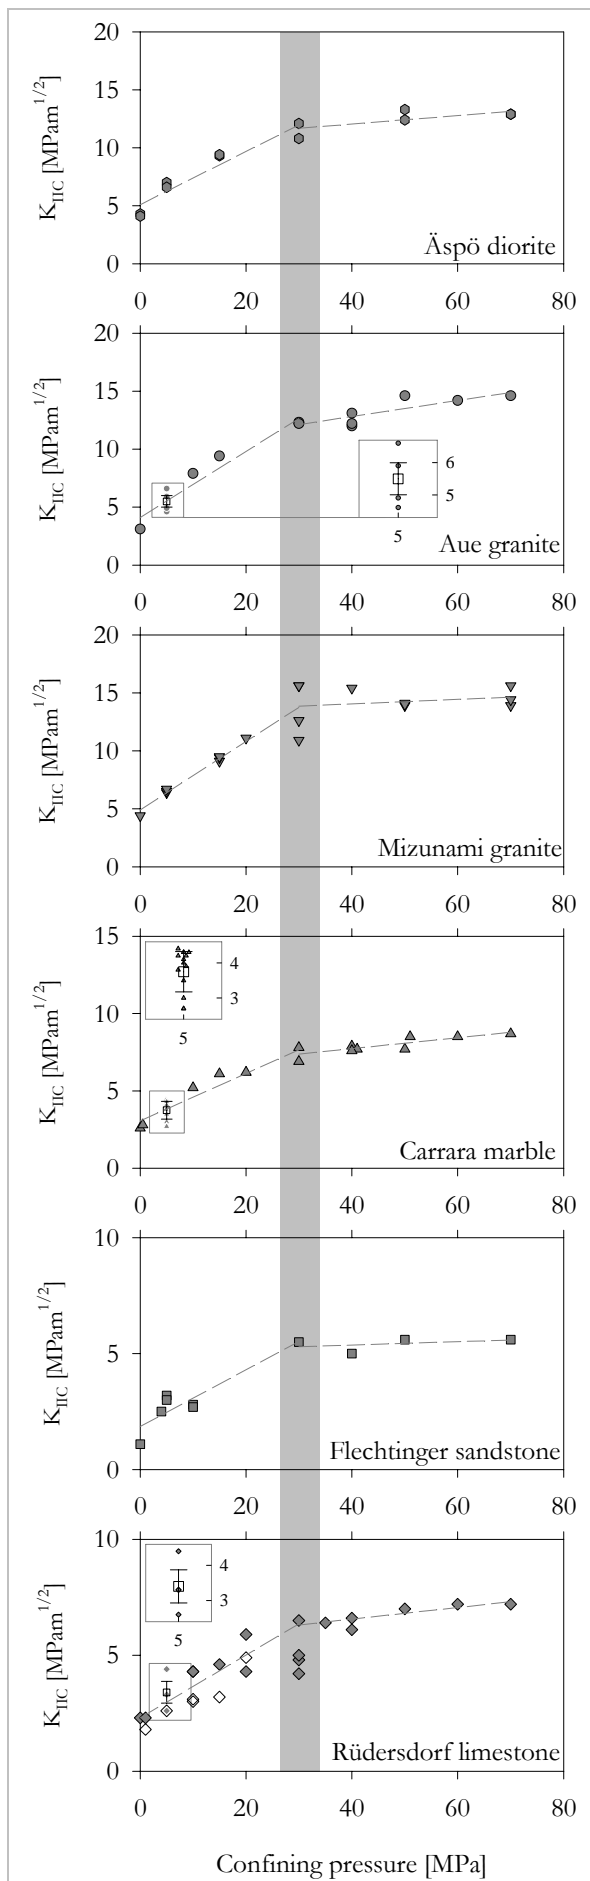 20
15
10
5
0
K_IIC [MPam^1/2]
Äspö diorite
0 20 40 60 80
20
15
10
5
0
K_IIC [MPam^1/2]
6
5
5
Aue granite
0 20 40 60 80
20
15
10
5
0
K_IIC [MPam^1/2]
Mizunami granite
0 20 40 60 80
15
10
5
0
K_IIC [MPam^1/2]
4
3
5
Carrara marble
0 20 40 60 80
10
5
0
K_IIC [MPam^1/2]
Flechtinger sandstone
0 20 40 60 80
10
5
0
K_IIC [MPam^1/2]
4
3
5
Rüdersdorf limestone
0 20 40 60 80
Confining pressure [MPa]